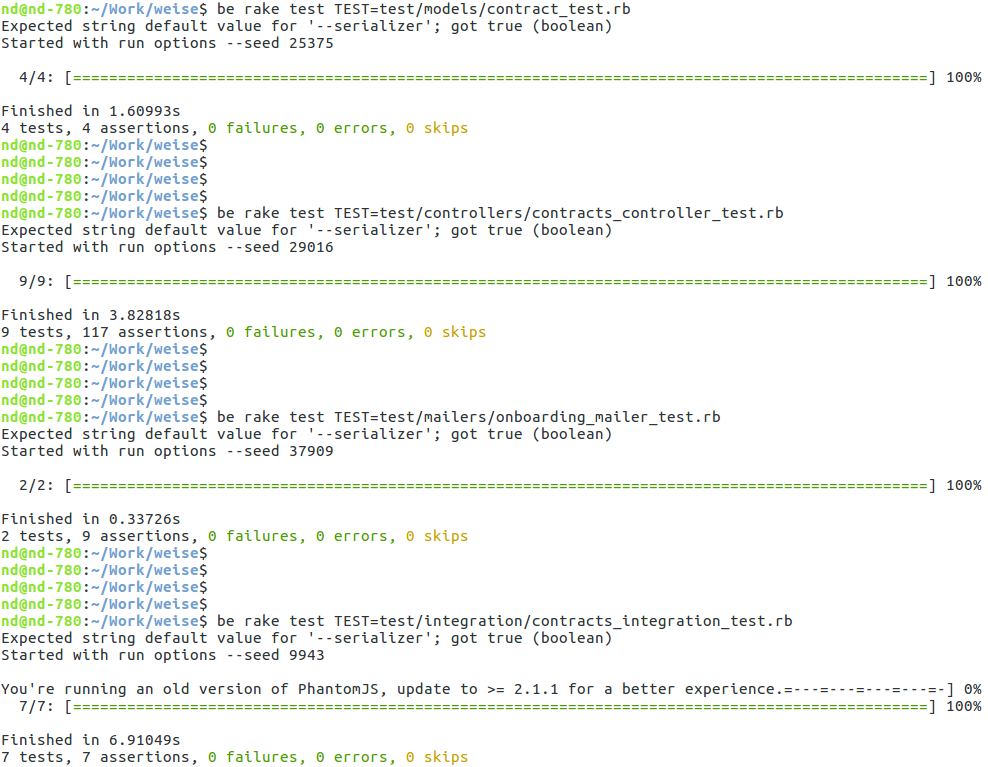 nd@nd-780:~/Work/weise$ be rake test TEST=test/models/contract_test.rb
Expected string default value for '--serializer'; got true (boolean)
Started with run options --seed 25375
4/4: [===============================================================================================] 100%
Finished in 1.60993s
4 tests, 4 assertions, 0 failures, 0 errors, 0 skips
nd@nd-780:~/Work/weise$
nd@nd-780:~/Work/weise$
nd@nd-780:~/Work/weise$
nd@nd-780:~/Work/weise$
nd@nd-780:~/Work/weise$ be rake test TEST=test/controllers/contracts_controller_test.rb
Expected string default value for '--serializer'; got true (boolean)
Started with run options --seed 29016
9/9: [===============================================================================================] 100%
Finished in 3.82818s
9 tests, 117 assertions, 0 failures, 0 errors, 0 skips
nd@nd-780:~/Work/weise$
nd@nd-780:~/Work/weise$
nd@nd-780:~/Work/weise$
nd@nd-780:~/Work/weise$
nd@nd-780:~/Work/weise$ be rake test TEST=test/mailers/onboarding_mailer_test.rb
Expected string default value for '--serializer'; got true (boolean)
Started with run options --seed 37909
2/2: [===============================================================================================] 100%
Finished in 0.33726s
2 tests, 9 assertions, 0 failures, 0 errors, 0 skips
nd@nd-780:~/Work/weise$
nd@nd-780:~/Work/weise$
nd@nd-780:~/Work/weise$
nd@nd-780:~/Work/weise$
nd@nd-780:~/Work/weise$ be rake test TEST=test/integration/contracts_integration_test.rb
Expected string default value for '--serializer'; got true (boolean)
Started with run options --seed 9943
You're running an old version of PhantomJS, update to >= 2.1.1 for a better experience.=---=---=---=---=-] 0%
7/7: [===============================================================================================] 100%
Finished in 6.91049s
7 tests, 7 assertions, 0 failures, 0 errors, 0 skips